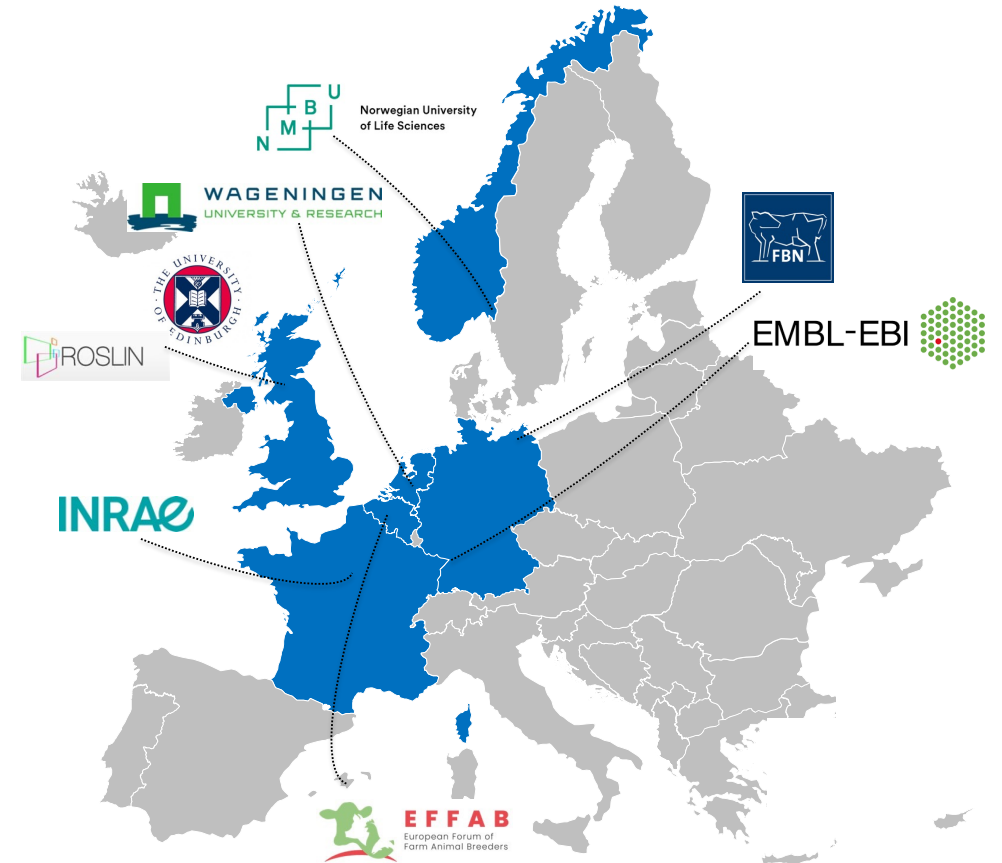 N M B U
Norwegian University
of Life Sciences
WAGENINGEN
UNIVERSITY & RESEARCH
THE UNIVERSITY
OF EDINBURGH
ROSLIN
FBN
EMBL-EBI
INRAE
EFFAB
European Forum of
Farm Animal Breeders